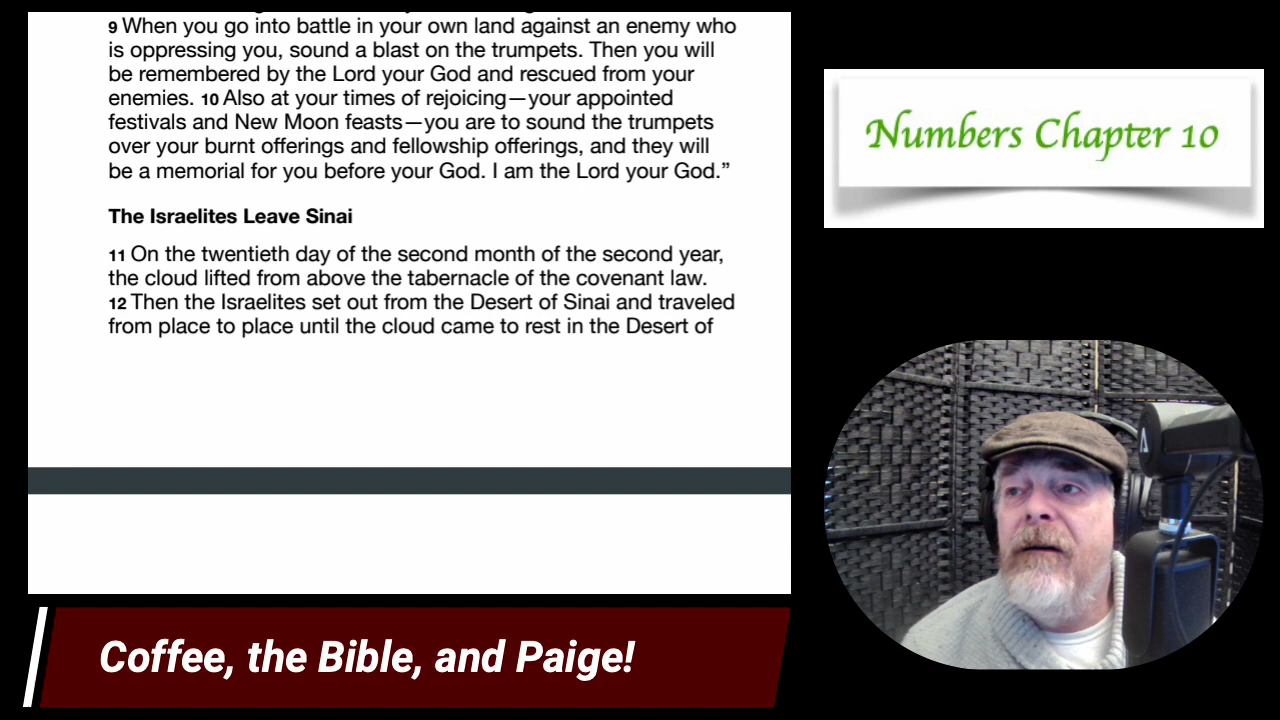 9 When you go into battle in your own land against an enemy who
is oppressing you, sound a blast on the trumpets. Then you will
be remembered by the Lord your God and rescued from your
enemies. 10 Also at your times of rejoicing—your appointed
festivals and New Moon feasts—you are to sound the trumpets
over your burnt offerings and fellowship offerings, and they will
be a memorial for you before your God. I am the Lord your God.”
The Israelites Leave Sinai
11 On the twentieth day of the second month of the second year,
the cloud lifted from above the tabernacle of the covenant law.
12 Then the Israelites set out from the Desert of Sinai and traveled
from place to place until the cloud came to rest in the Desert of
Numbers Chapter 10
Coffee, the Bible, and Paige!